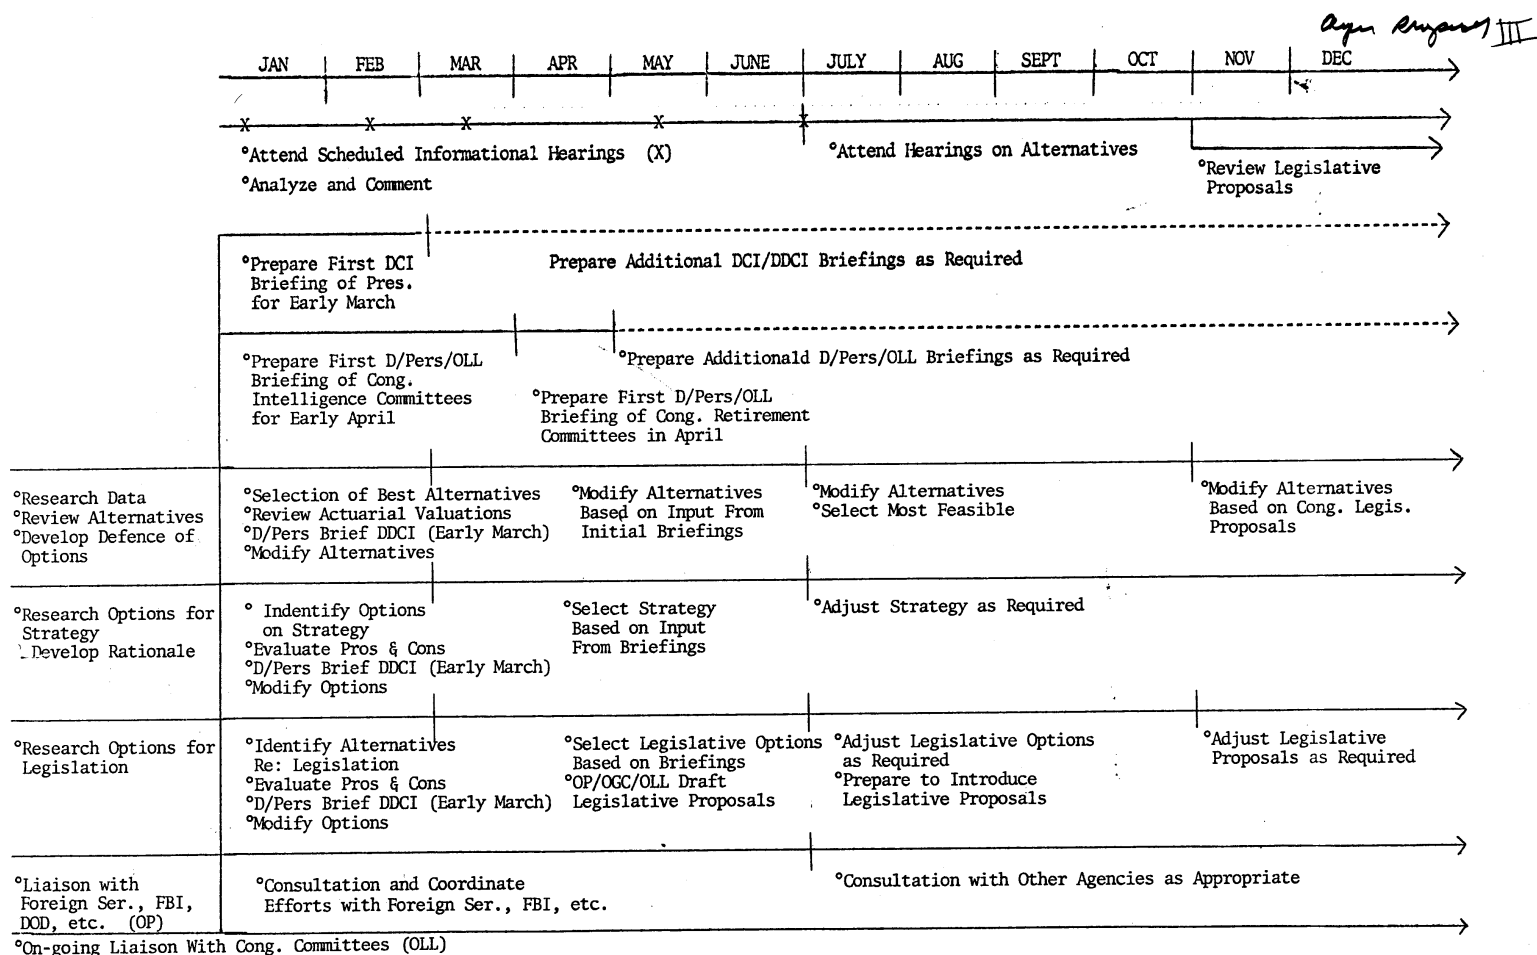 III
JAN FEB MAR APR MAY JUNE JULY AUG SEPT OCT NOV DEC
X X X X X
°Attend Scheduled Informational Hearings (X)
°Analyze and Comment
°Attend Hearings on Alternatives
°Review Legislative
Proposals
°Prepare First DCI
Briefing of Pres.
for Early March
Prepare Additional DCI/DDCI Briefings as Required
°Prepare First D/Pers/OLL
Briefing of Cong.
Intelligence Committees
for Early April
°Prepare First D/Pers/OLL
Briefing of Cong. Retirement
Committees in April
°Prepare Additionald D/Pers/OLL Briefings as Required
°Research Data
°Review Alternatives
°Develop Defence of
Options
°Selection of Best Alternatives
°Review Actuarial Valuations
°D/Pers Brief DDCI (Early March)
°Modify Alternatives
°Modify Alternatives
Based on Input From
Initial Briefings
°Modify Alternatives
°Select Most Feasible
°Modify Alternatives
Based on Cong. Legis.
Proposals
°Research Options for
Strategy
Develop Rationale
° Indentify Options
on Strategy
°Evaluate Pros & Cons
°D/Pers Brief DDCI (Early March)
°Modify Options
°Select Strategy
Based on Input
From Briefings
°Adjust Strategy as Required
°Research Options for
Legislation
°Identify Alternatives
Re: Legislation
°Evaluate Pros & Cons
°D/Pers Brief DDCI (Early March)
°Modify Options
°Select Legislative Options
Based on Briefings
°OP/OGC/OLL Draft
Legislative Proposals
°Adjust Legislative Options
as Required
°Prepare to Introduce
Legislative Proposals
°Adjust Legislative
Proposals as Required
°Liaison with
Foreign Ser., FBI,
DOD, etc. (OP)
°Consultation and Coordinate
Efforts with Foreign Ser., FBI, etc.
°Consultation with Other Agencies as Appropriate
°On-going Liaison With Cong. Committees (OLL)